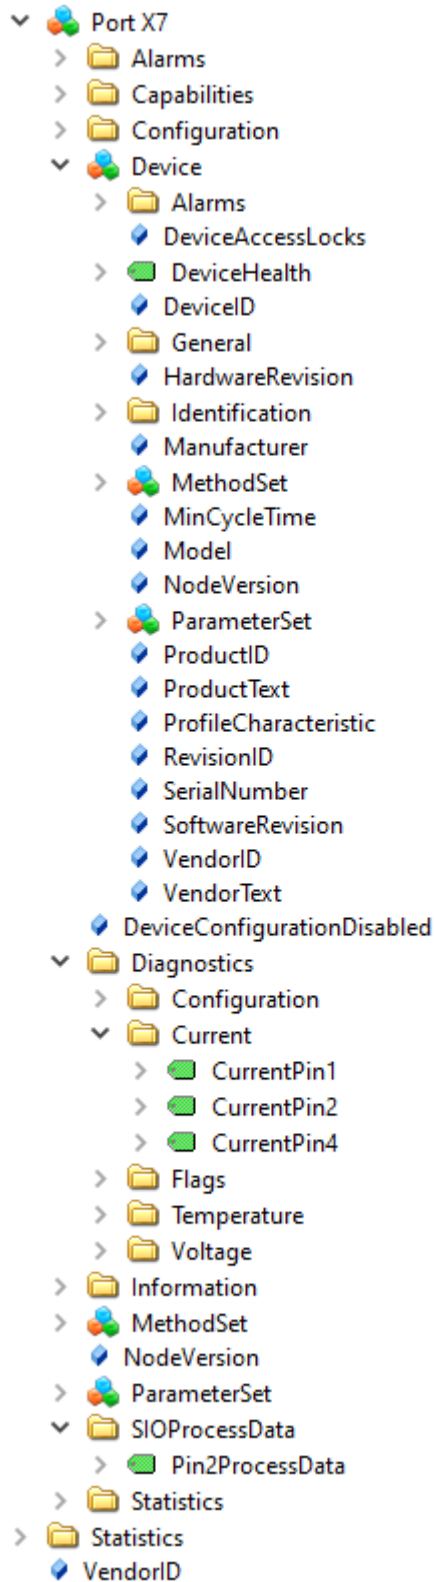 Port X7
Alarms
Capabilities
Configuration
Device
Alarms
DeviceAccessLocks
DeviceHealth
DeviceID
General
HardwareRevision
Identification
Manufacturer
MethodSet
MinCycleTime
Model
NodeVersion
ParameterSet
ProductID
ProductText
ProfileCharacteristic
RevisionID
SerialNumber
SoftwareRevision
VendorID
VendorText
DeviceConfigurationDisabled
Diagnostics
Configuration
Current
CurrentPin1
CurrentPin2
CurrentPin4
Flags
Temperature
Voltage
Information
MethodSet
NodeVersion
ParameterSet
SIOProcessData
Pin2ProcessData
Statistics
Statistics
VendorID